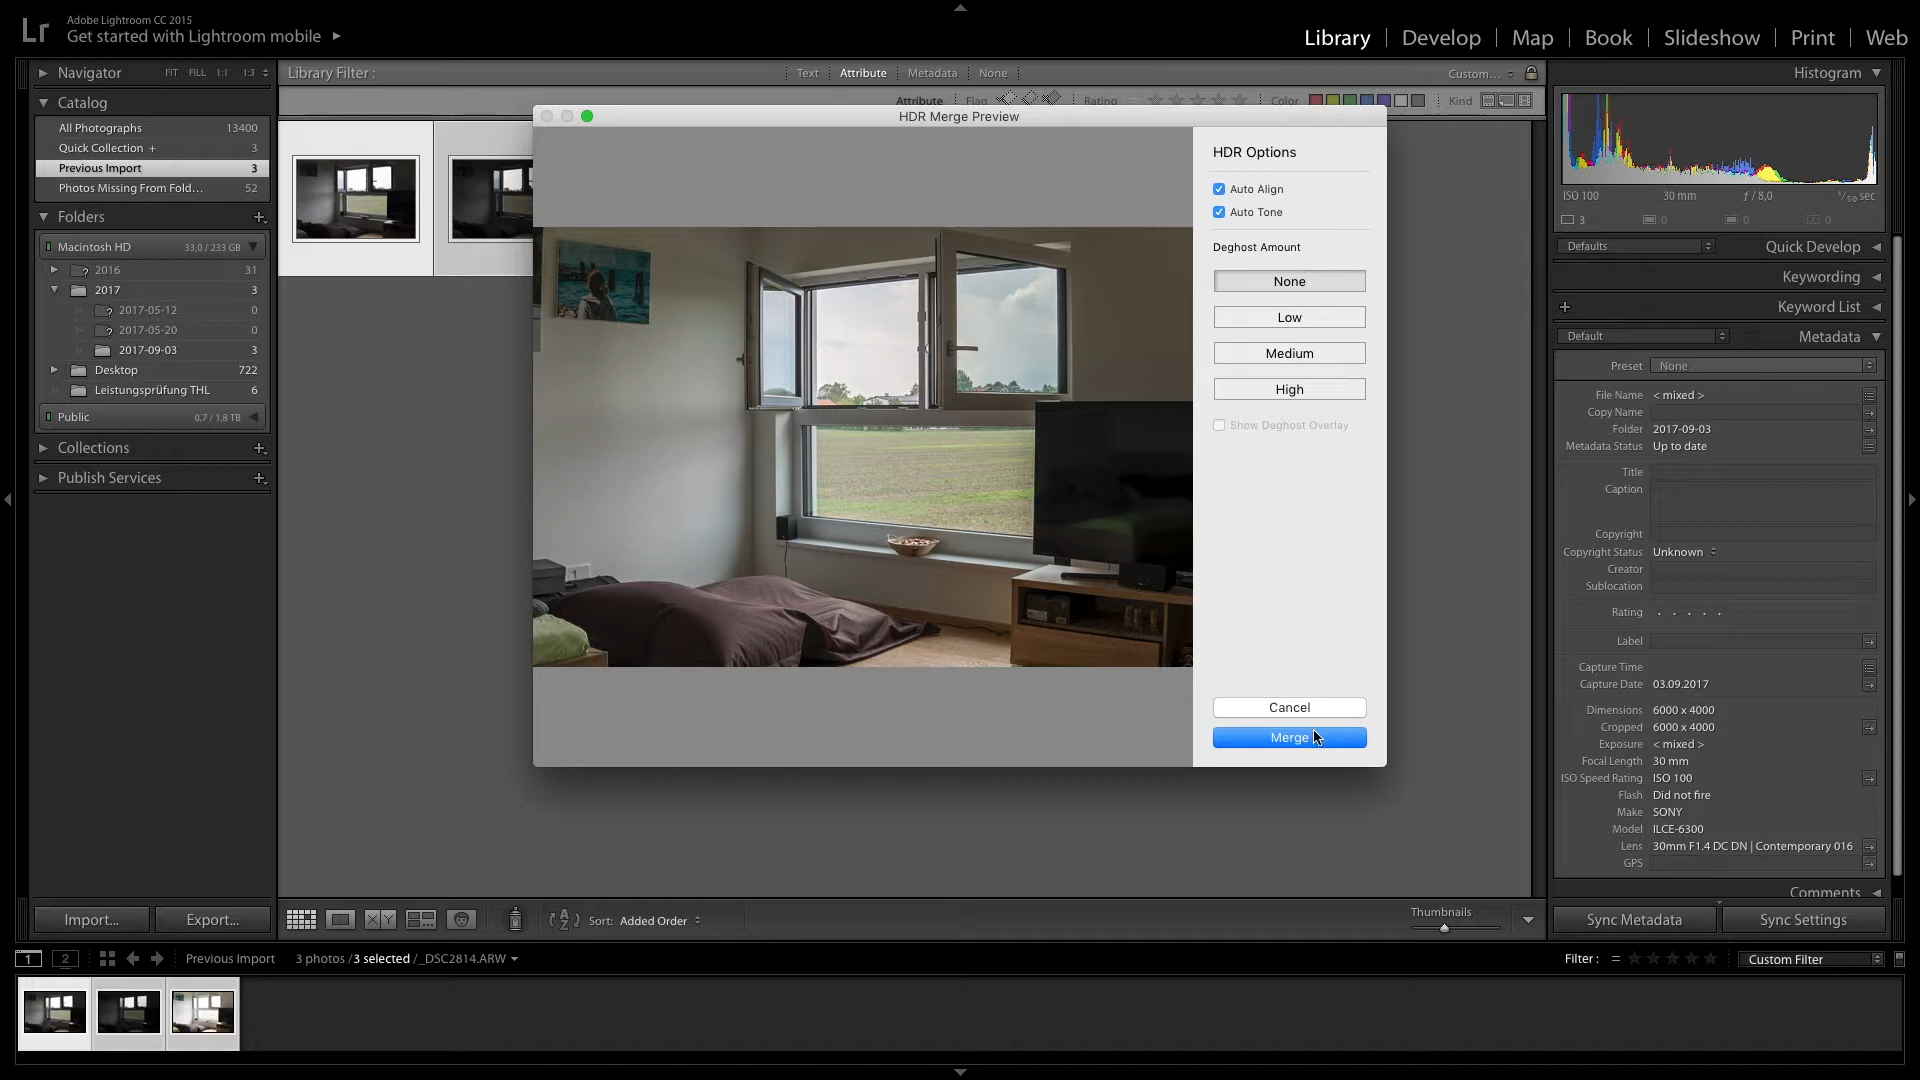 Lr
Adobe Lightroom CC 2015
Get started with Lightroom mobile
Library
Develop
Map
Book
Slideshow
Print
Web
Navigator
FIT FILL 1:1 1:3
Catalog
All Photographs 13400
Quick Collection + 3
Previous Import 3
Photos Missing From Fold... 52
Folders
Macintosh HD 33,0 / 233 GB
2016 31
2017 3
2017-05-12 0
2017-05-20 0
2017-09-03 3
Desktop 722
Leistungsprüfung THL 6
Public 0,7 / 1,8 TB
Collections
Publish Services
Import...
Export...
Library Filter :
Text Attribute Metadata None
Custom...
Attribute Flag Rating Color Kind
HDR Merge Preview
HDR Options
Auto Align
Auto Tone
Deghost Amount
None
Low
Medium
High
Show Deghost Overlay
Cancel
Merge
X Y
A Z
Sort: Added Order
Thumbnails
Histogram
ISO 100 30 mm ƒ / 8,0 1/50 sec
3 0 0 0
Defaults Quick Develop
Keywording
Keyword List
Default Metadata
Preset None
File Name < mixed >
Copy Name
Folder 2017-09-03
Metadata Status Up to date
Title
Caption
Copyright
Copyright Status Unknown
Creator
Sublocation
Rating
Label
Capture Time
Capture Date 03.09.2017
Dimensions 6000 x 4000
Cropped 6000 x 4000
Exposure < mixed >
Focal Length 30 mm
ISO Speed Rating ISO 100
Flash Did not fire
Make SONY
Model ILCE-6300
Lens 30mm F1.4 DC DN | Contemporary 016
GPS
Comments
Sync Metadata
Sync Settings
1 2
Previous Import 3 photos / 3 selected / _DSC2814.ARW
Filter : Custom Filter